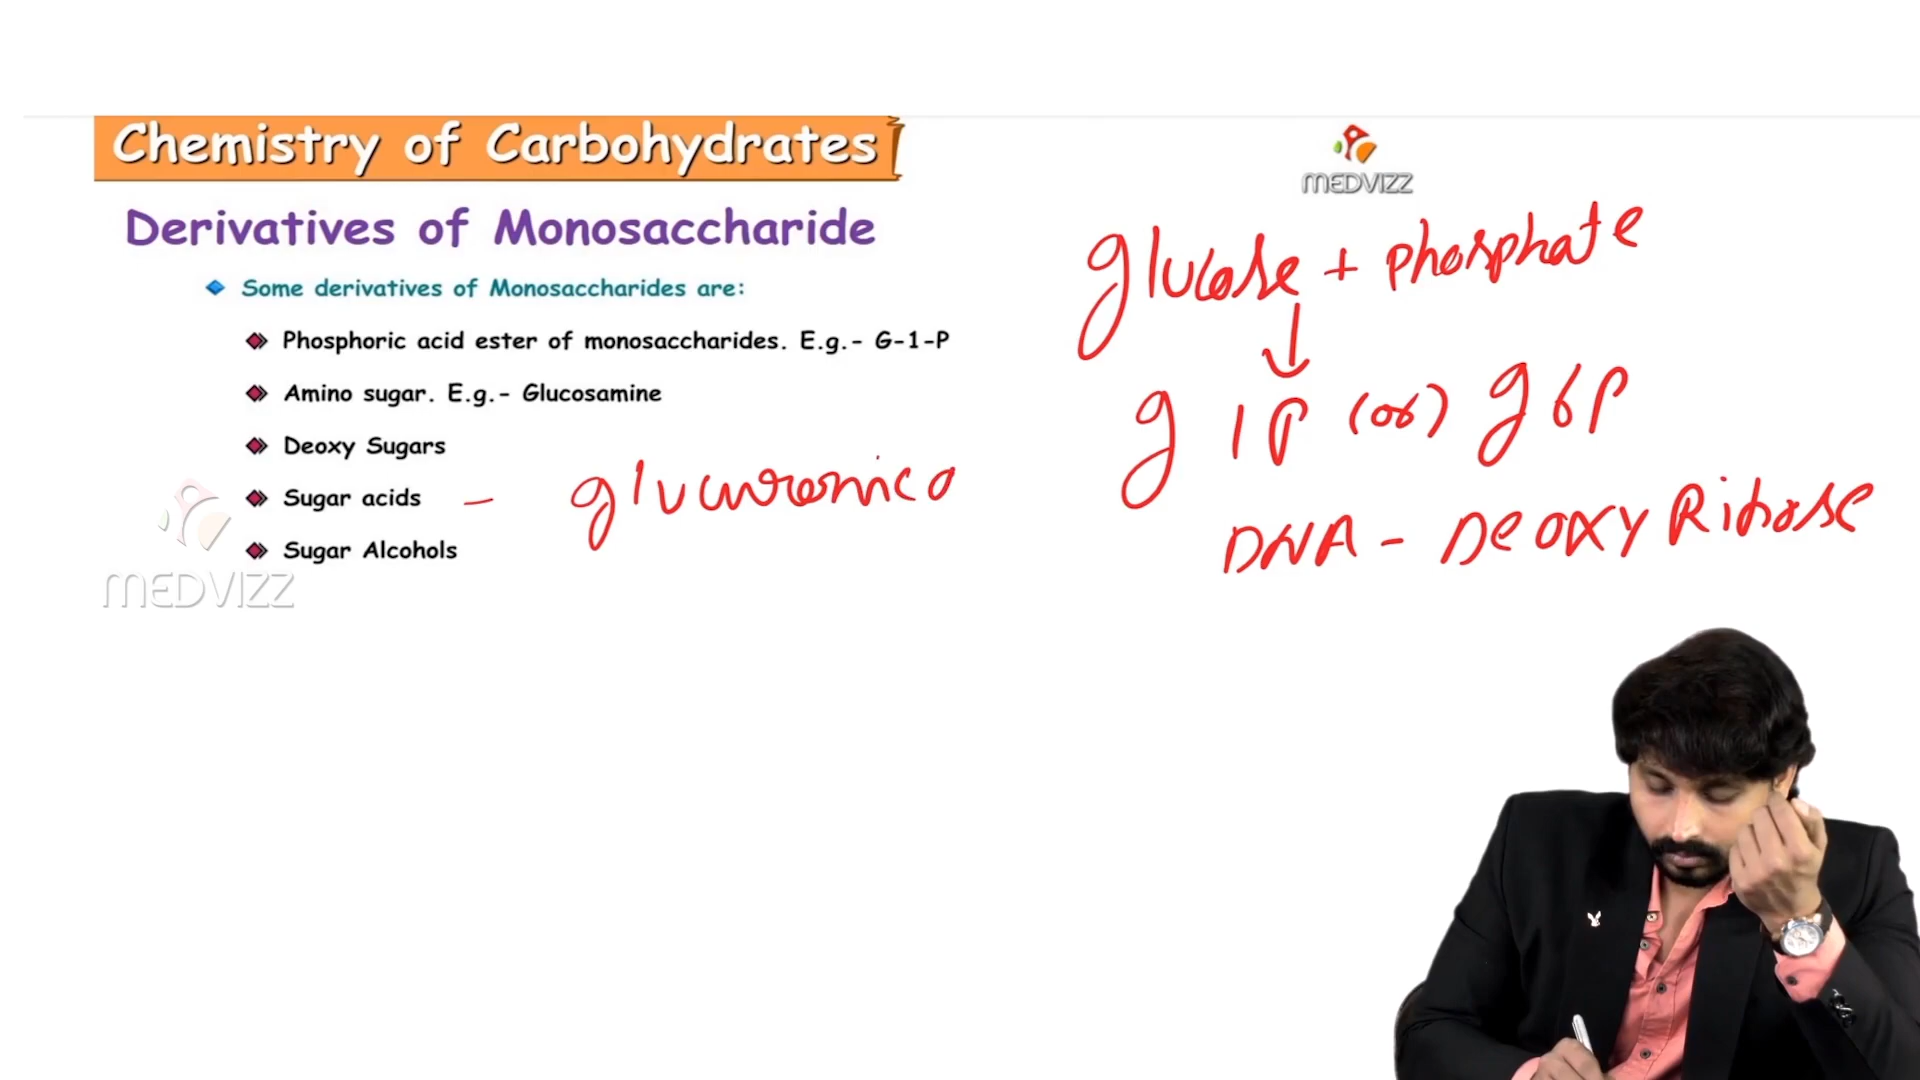 Chemistry of Carbohydrates
MEDVIZZ
Derivatives of Monosaccharide
Some derivatives of Monosaccharides are:
Phosphoric acid ester of monosaccharides. E.g.- G-1-P
Amino sugar. E.g.- Glucosamine
Deoxy Sugars
Sugar acids - glucuronic a
Sugar Alcohols
MEDVIZZ
glucose + phosphate
g 1P (or) g6P
DNA - Deoxy Ribose